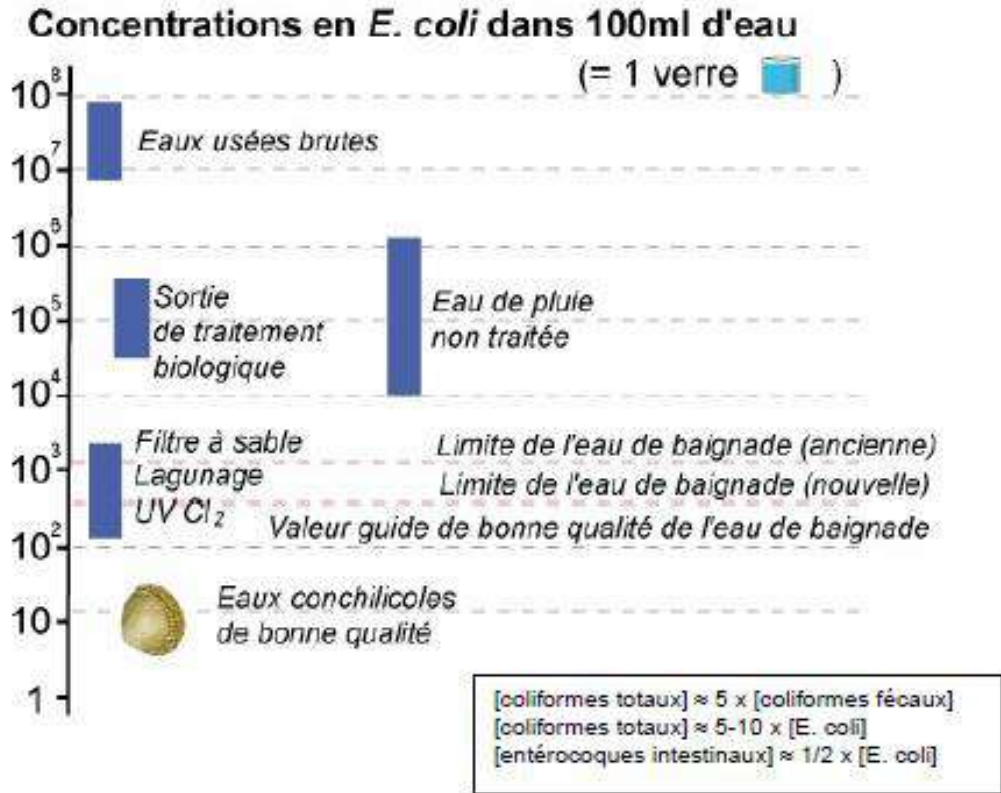 Concentrations en E. coli dans 100ml d'eau
(= 1 verre )
10⁸
Eaux usées brutes
10⁷
10⁶
Sortie
de traitement
biologique
10⁵
Eau de pluie
non traitée
10⁴
Filtre à sable
Lagunage
UV Cl₂
10³
Limite de l'eau de baignade (ancienne)
Limite de l'eau de baignade (nouvelle)
Valeur guide de bonne qualité de l'eau de baignade
10²
Eaux conchilicoles
de bonne qualité
10
1
[coliformes totaux] ≈ 5 x [coliformes fécaux]
[coliformes totaux] ≈ 5-10 x [E. coli]
[entérocoques intestinaux] ≈ 1/2 x [E. coli]